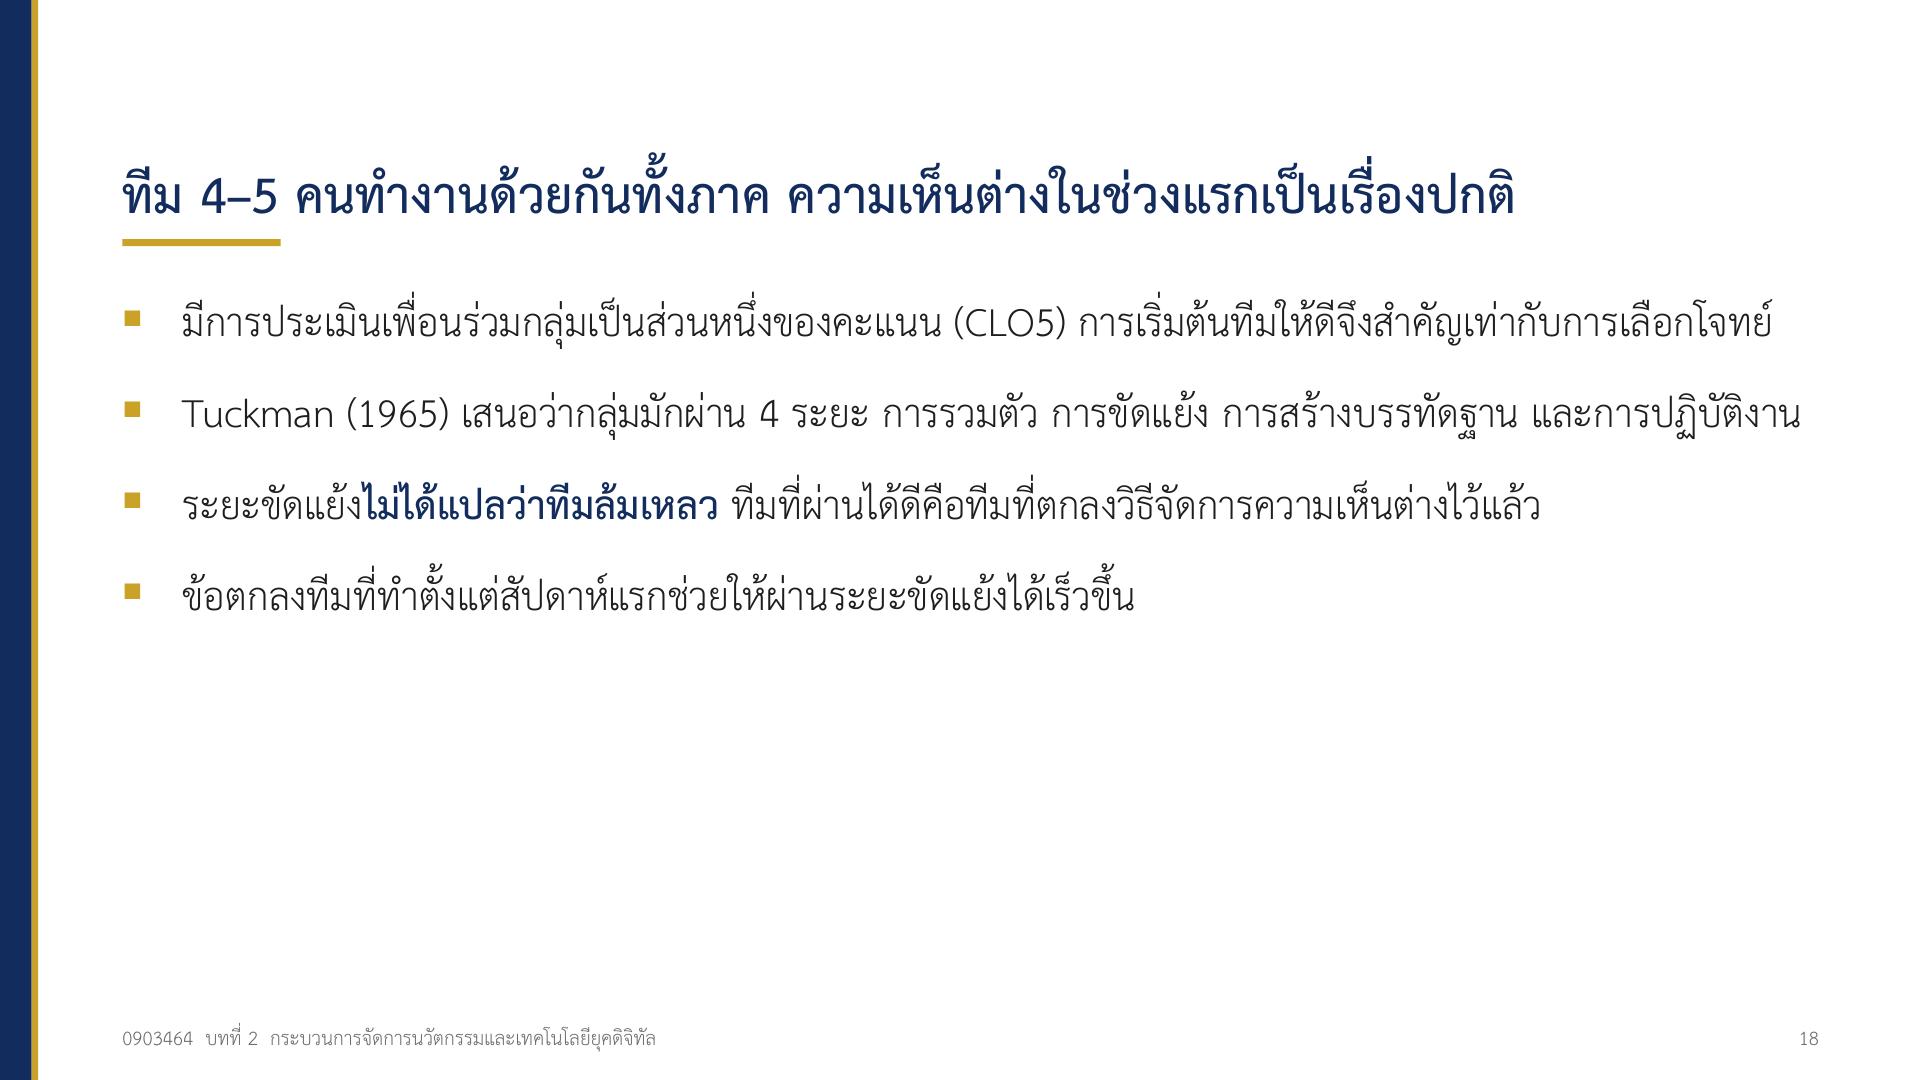 ทีม 4–5 คนทำงานด้วยกันทั้งภาค ความเห็นต่างในช่วงแรกเป็นเรื่องปกติ
มีการประเมินเพื่อนร่วมกลุ่มเป็นส่วนหนึ่งของคะแนน (CLO5) การเริ่มต้นทีมให้ดีจึงสำคัญเท่ากับการเลือกโจทย์
Tuckman (1965) เสนอว่ากลุ่มมักผ่าน 4 ระยะ การรวมตัว การขัดแย้ง การสร้างบรรทัดฐาน และการปฏิบัติงาน
ระยะขัดแย้งไม่ได้แปลว่าทีมล้มเหลว ทีมที่ผ่านได้ดีคือทีมที่ตกลงวิธีจัดการความเห็นต่างไว้แล้ว
ข้อตกลงทีมที่ทำตั้งแต่สัปดาห์แรกช่วยให้ผ่านระยะขัดแย้งได้เร็วขึ้น
0903464 บทที่ 2 กระบวนการจัดการนวัตกรรมและเทคโนโลยียุคดิจิทัล
18